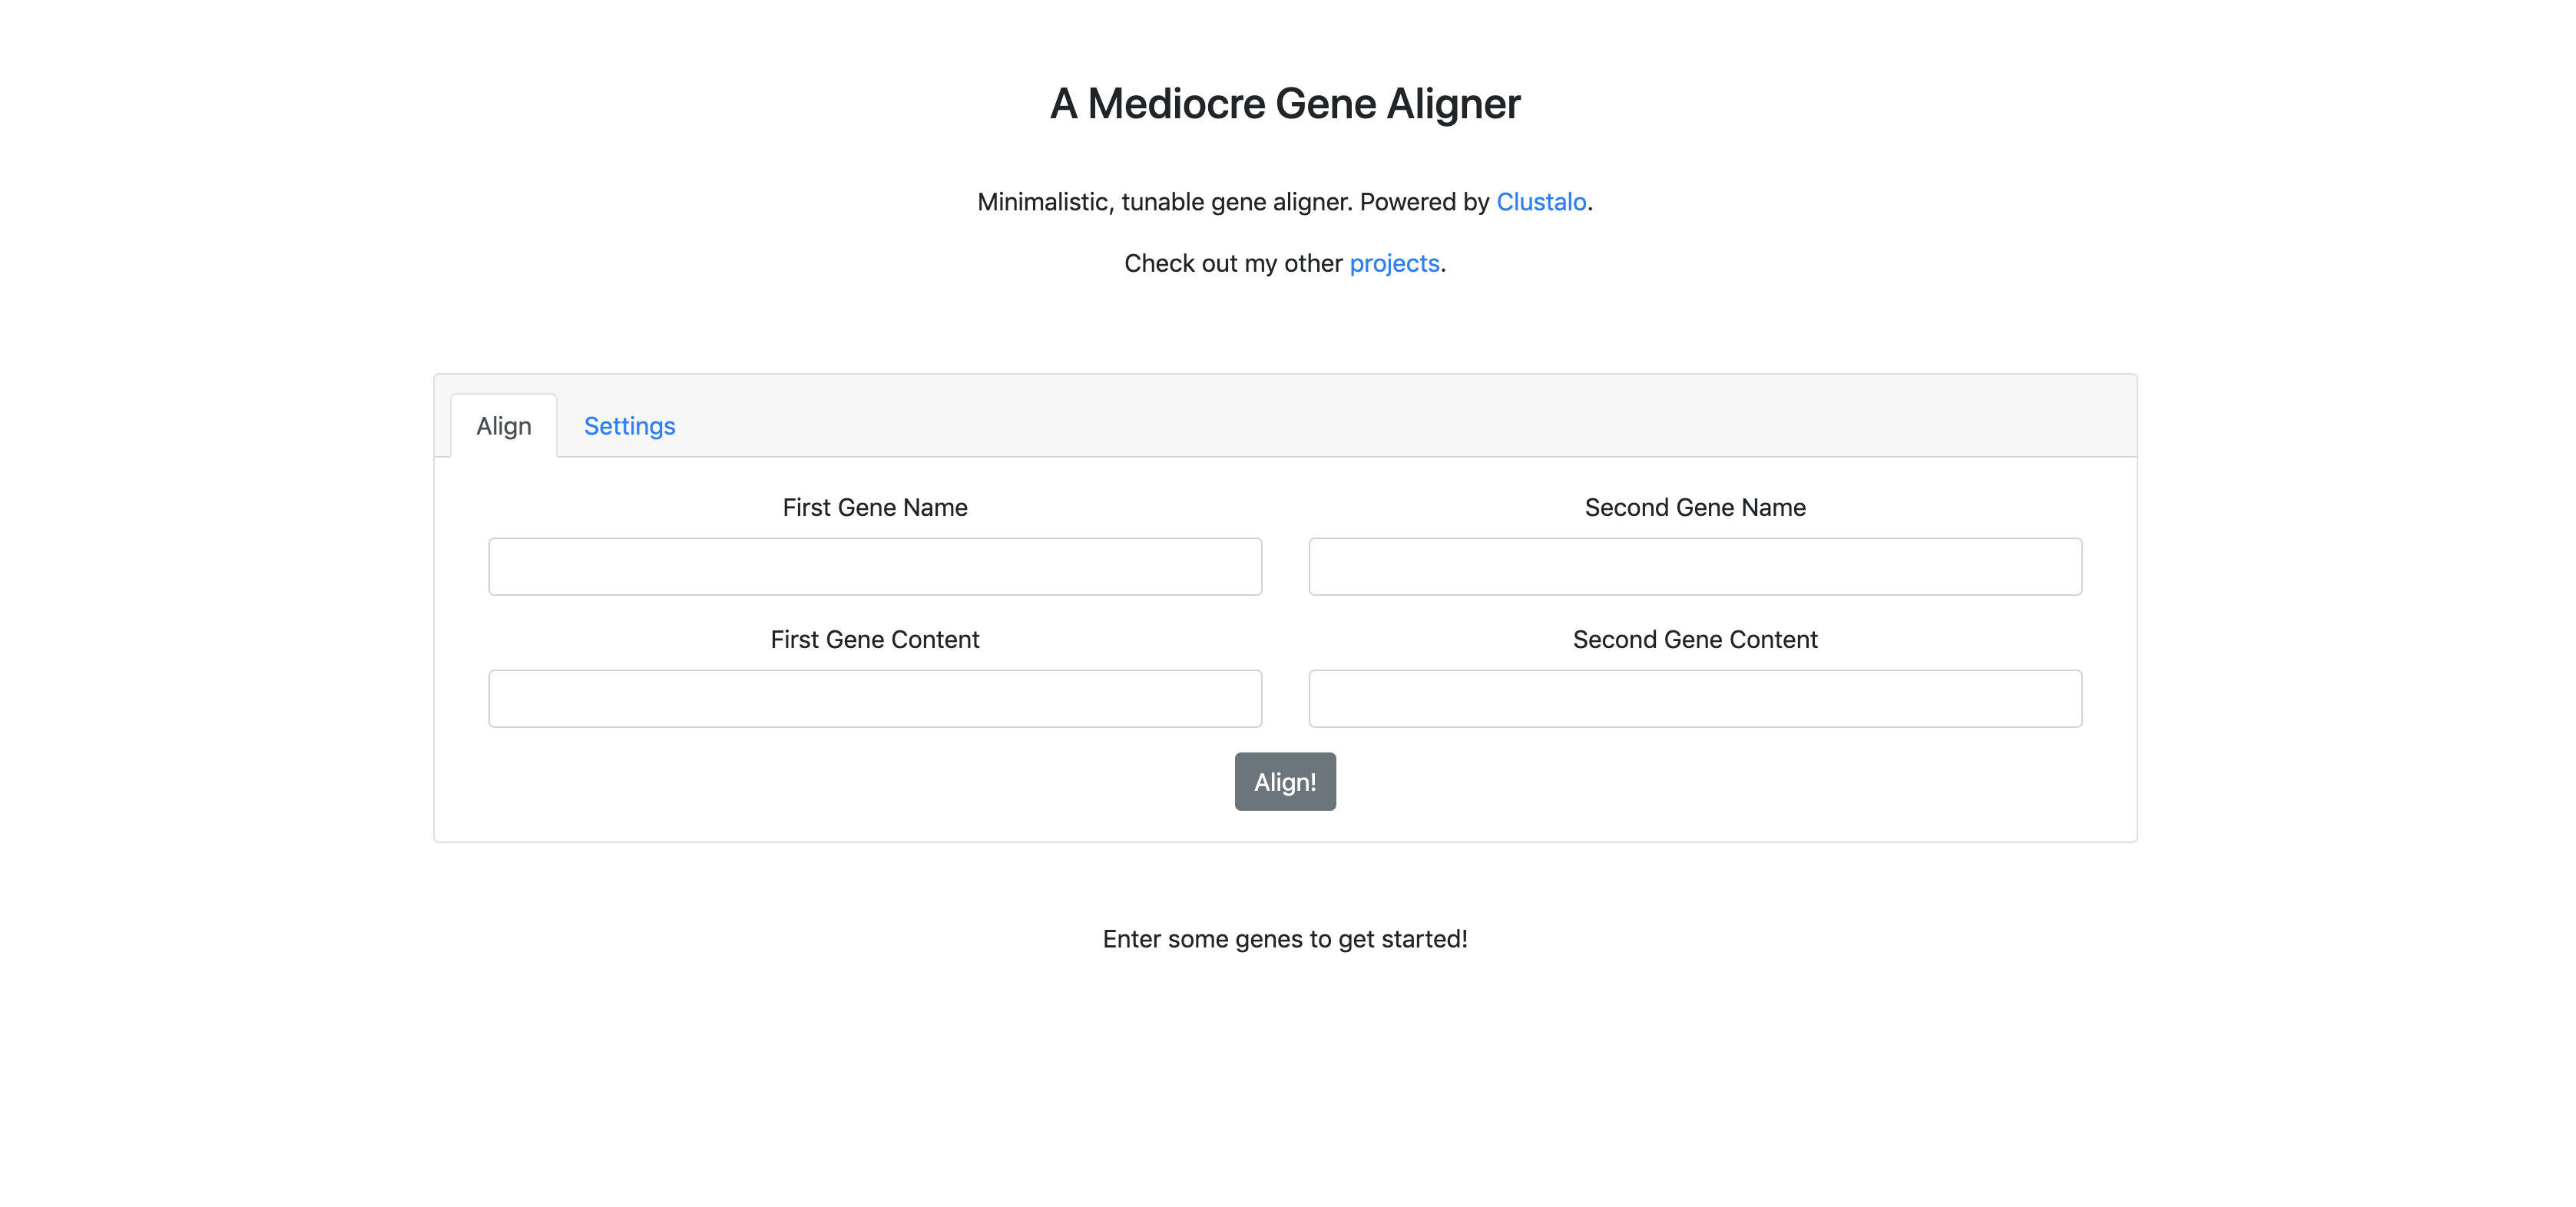 A Mediocre Gene Aligner
Minimalistic, tunable gene aligner. Powered by Clustalo.
Check out my other projects.
Align Settings
First Gene Name
Second Gene Name
First Gene Content
Second Gene Content
Align!
Enter some genes to get started!